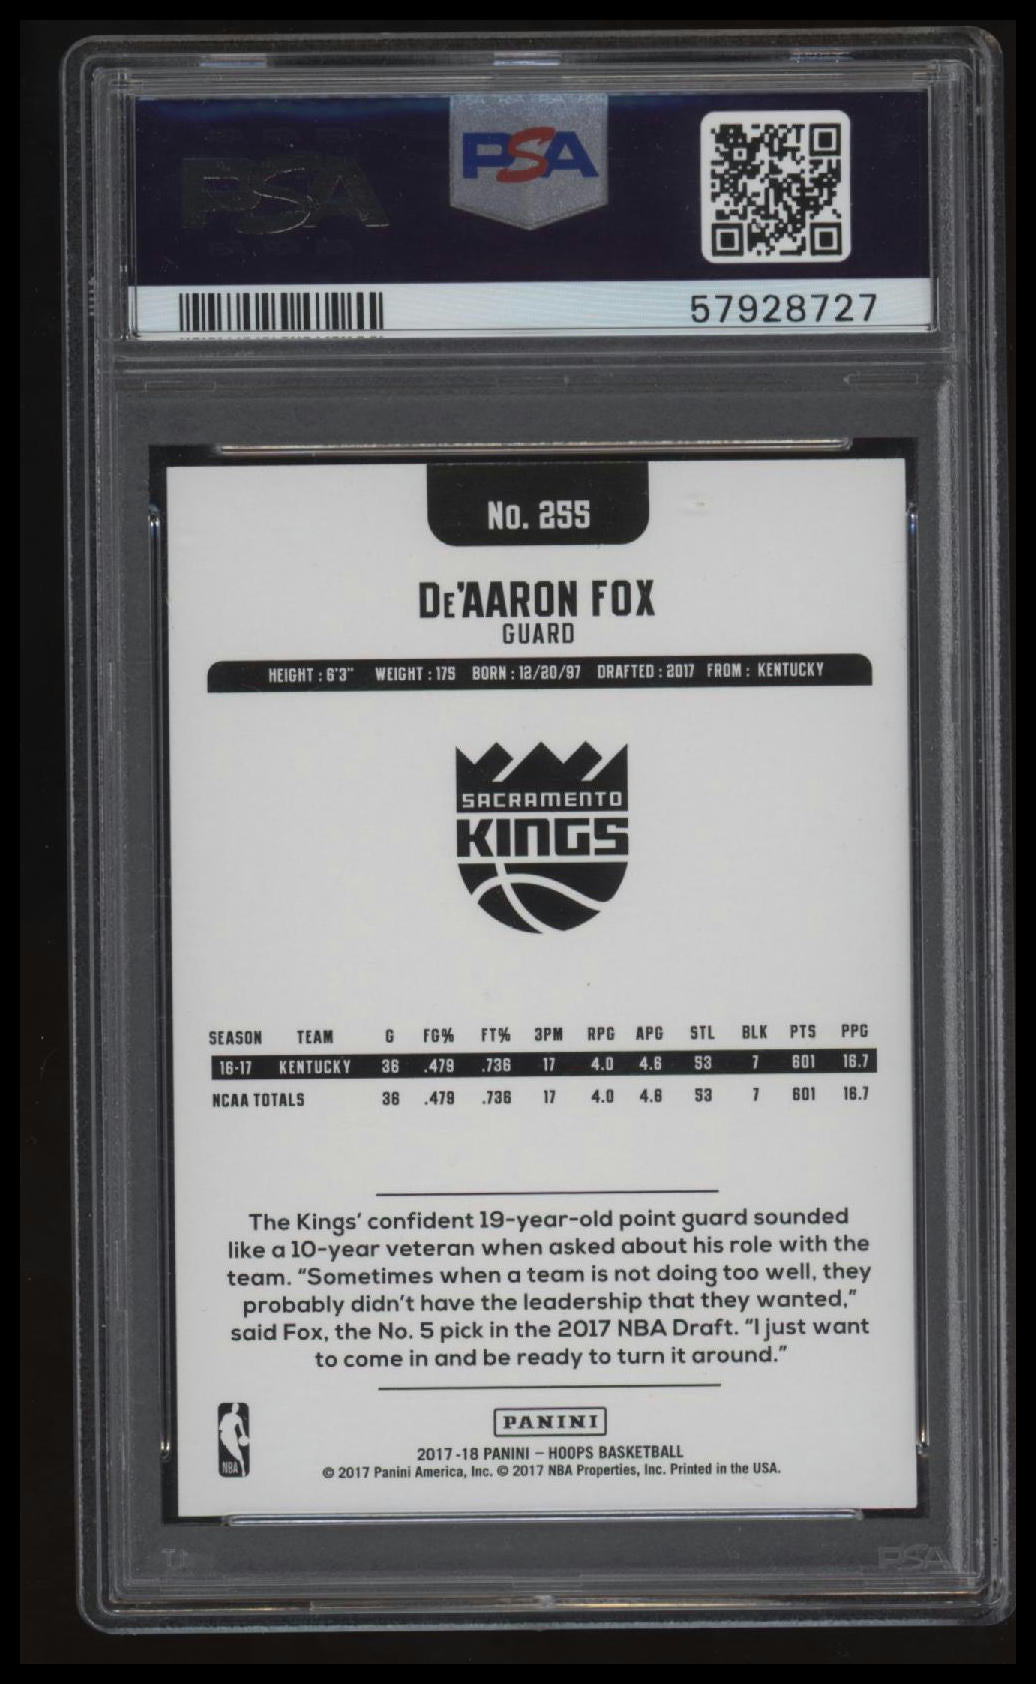 PSA
PSA
57928727
No. 255
De'AARON FOX
GUARD
HEIGHT : 6'3" WEIGHT : 175 BORN : 12/20/97 DRAFTED : 2017 FROM : KENTUCKY
SACRAMENTO
KINGS
SEASON TEAM G FG% FT% 3PM RPG APG STL BLK PTS PPG
16-17 KENTUCKY 36 .479 .736 17 4.0 4.6 53 7 601 16.7
NCAA TOTALS 36 .479 .736 17 4.0 4.6 53 7 601 16.7
The Kings' confident 19-year-old point guard sounded
like a 10-year veteran when asked about his role with the
team. "Sometimes when a team is not doing too well, they
probably didn't have the leadership that they wanted,"
said Fox, the No. 5 pick in the 2017 NBA Draft. "I just want
to come in and be ready to turn it around."
NBA
PANINI
2017-18 PANINI – HOOPS BASKETBALL
© 2017 Panini America, Inc. © 2017 NBA Properties, Inc. Printed in the USA.
PSA